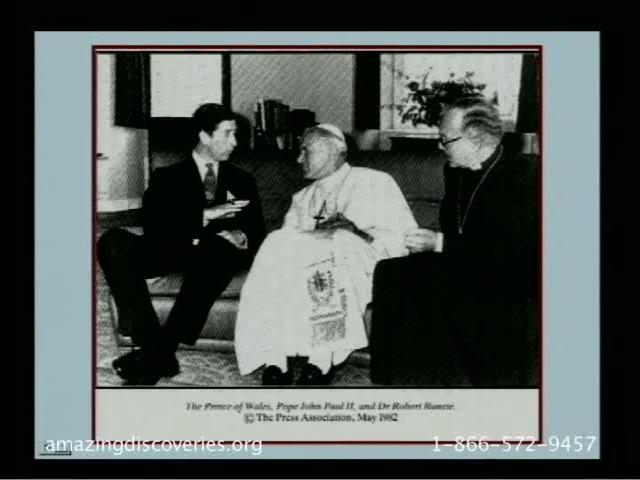 The Prince of Wales, Pope John Paul II, and Dr Robert Runcie.
© The Press Association, May 1982
amazingdiscoveries.org 1-866-572-9457